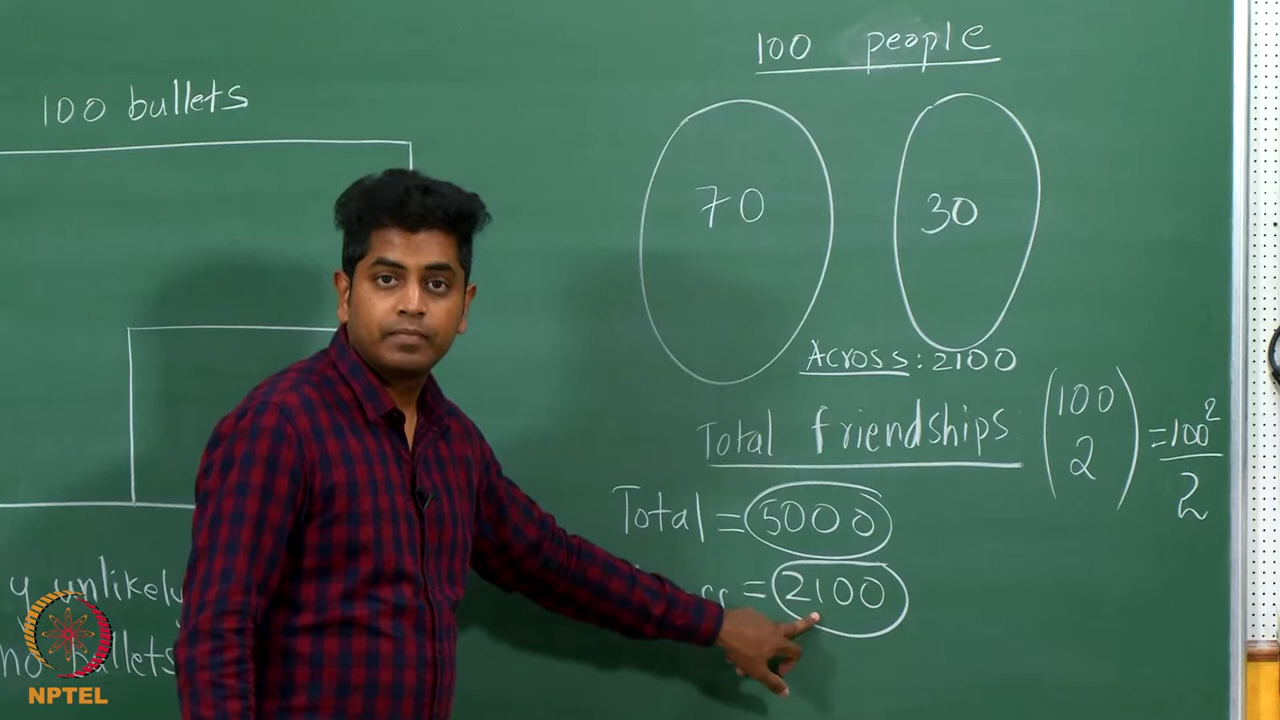 100 bullets
y unlikely
no bullets
100 people
70
30
Across: 2100
Total friendships (100 2) = 100² / 2
Total = 5000
= 2100
NPTEL